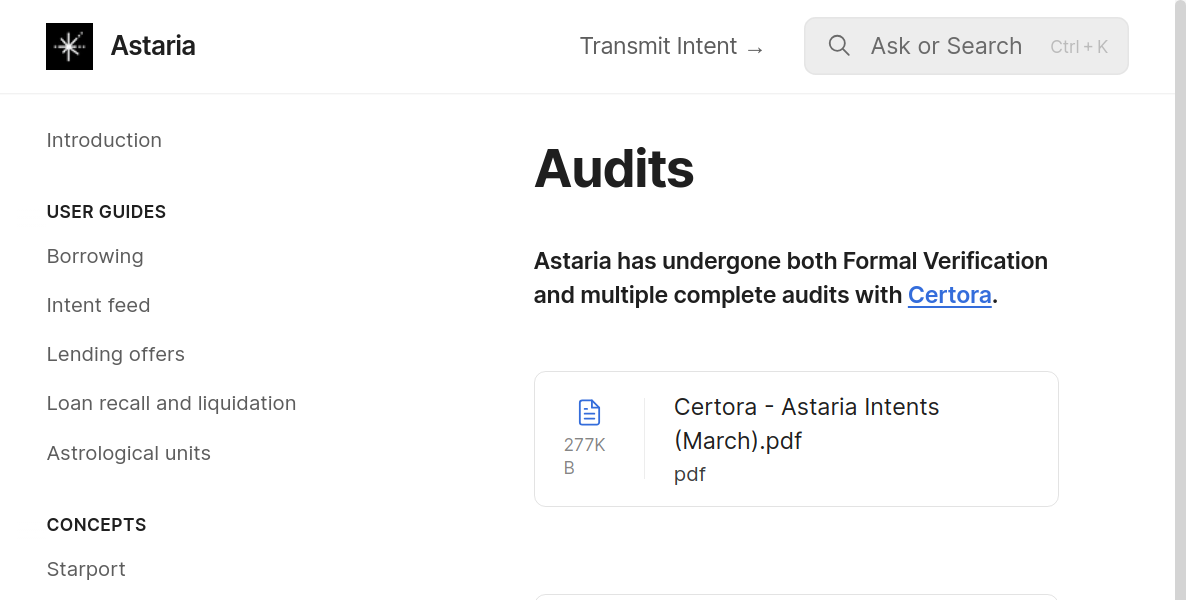 Astaria
Transmit Intent →
Ask or Search
Ctrl + K
Introduction
USER GUIDES
Borrowing
Intent feed
Lending offers
Loan recall and liquidation
Astrological units
CONCEPTS
Starport
Audits
Astaria has undergone both Formal Verification
and multiple complete audits with Certora.
277K
B
Certora - Astaria Intents
(March).pdf
pdf